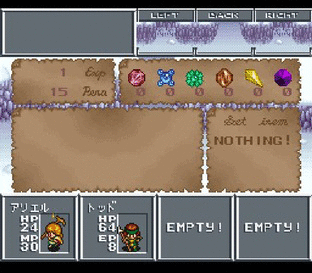 LEFT BACK RIGHT
1 Exp
15 Pena
0 0 0 0 0 0
Get item
NOTHING!
アリエル
HP
24
MP
30
トッド
HP
64
EP
8
EMPTY!
EMPTY!